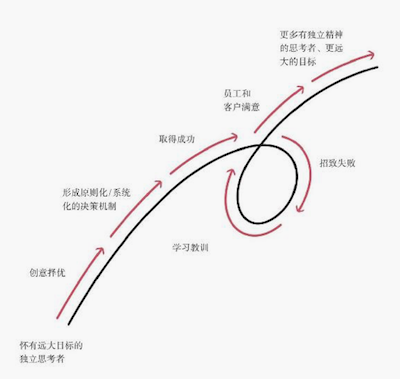 更多有独立精神
的思考者、更远
大的目标
员工和
客户满意
取得成功
招致失败
形成原则化/系统
化的决策机制
学习教训
创意择优
怀有远大目标的
独立思考者